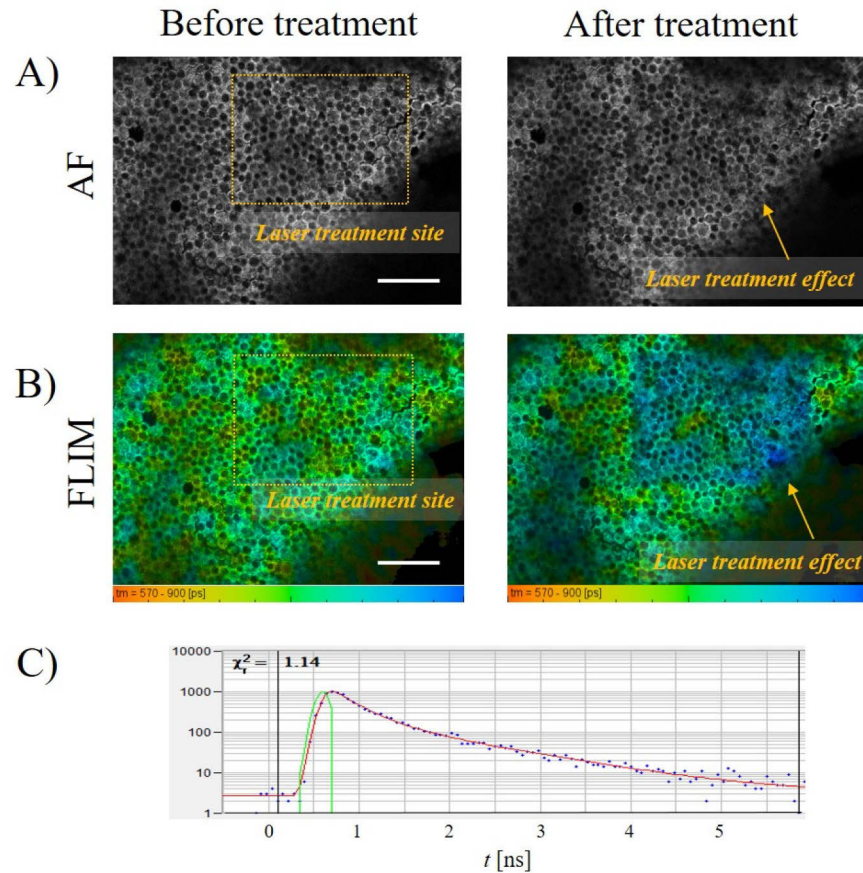 Before treatment
After treatment
A)
AF
Laser treatment site
Laser treatment effect
B)
FLIM
Laser treatment site
Laser treatment effect
tm = 570 - 900 [ps]
tm = 570 - 900 [ps]
C)
10000
χr2 = 1.14
1000
100
10
1
0 1 2 3 4 5
t [ns]